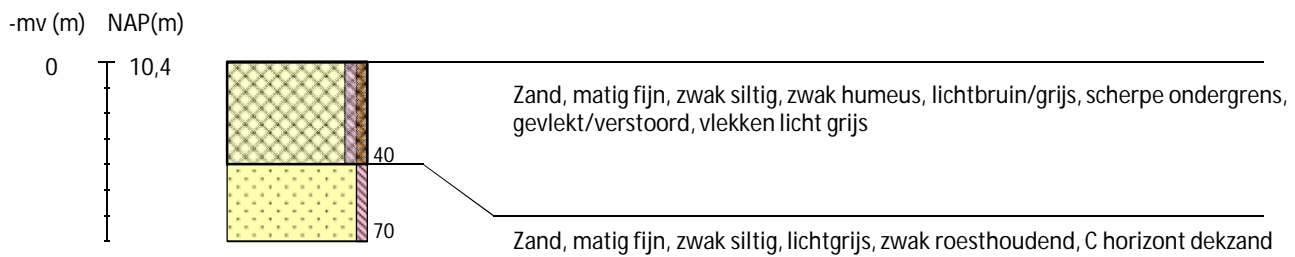 -mv (m) NAP(m)
0 10,4
Zand, matig fijn, zwak siltig, zwak humeus, lichtbruin/grijs, scherpe ondergrens,
gevlekt/verstoord, vlekken licht grijs
40
70
Zand, matig fijn, zwak siltig, lichtgrijs, zwak roesthoudend, C horizont dekzand